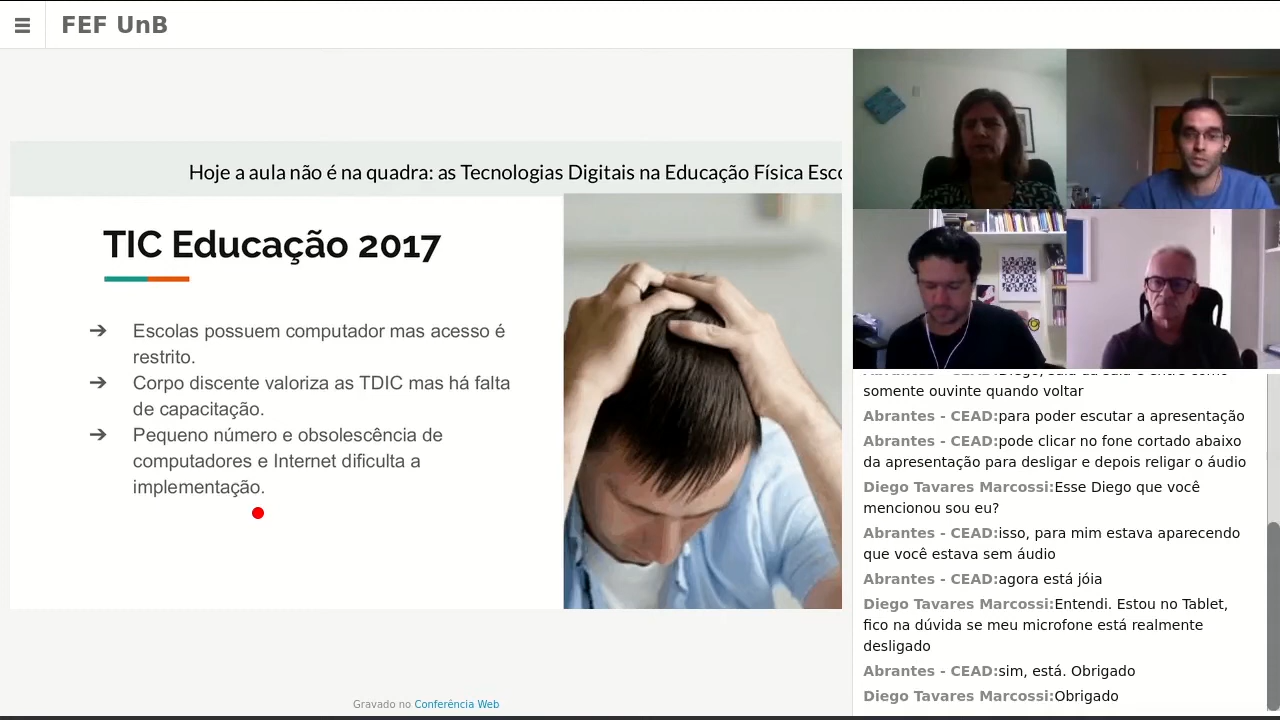 FEF UnB
Hoje a aula não é na quadra: as Tecnologias Digitais na Educação Física
TIC Educação 2017
➔ Escolas possuem computador mas acesso é
restrito.
➔ Corpo discente valoriza as TDIC mas há falta
de capacitação.
➔ Pequeno número e obsolescência de
computadores e Internet dificulta a
implementação.
Gravado no Conferência Web
somente ouvinte quando voltar
Abrantes - CEAD:para poder escutar a apresentação
Abrantes - CEAD:pode clicar no fone cortado abaixo
da apresentação para desligar e depois religar o áudio
Diego Tavares Marcossi:Esse Diego que você
mencionou sou eu?
Abrantes - CEAD:isso, para mim estava aparecendo
que você estava sem áudio
Abrantes - CEAD:agora está jóia
Diego Tavares Marcossi:Entendi. Estou no Tablet,
fico na dúvida se meu microfone está realmente
desligado
Abrantes - CEAD:sim, está. Obrigado
Diego Tavares Marcossi:Obrigado